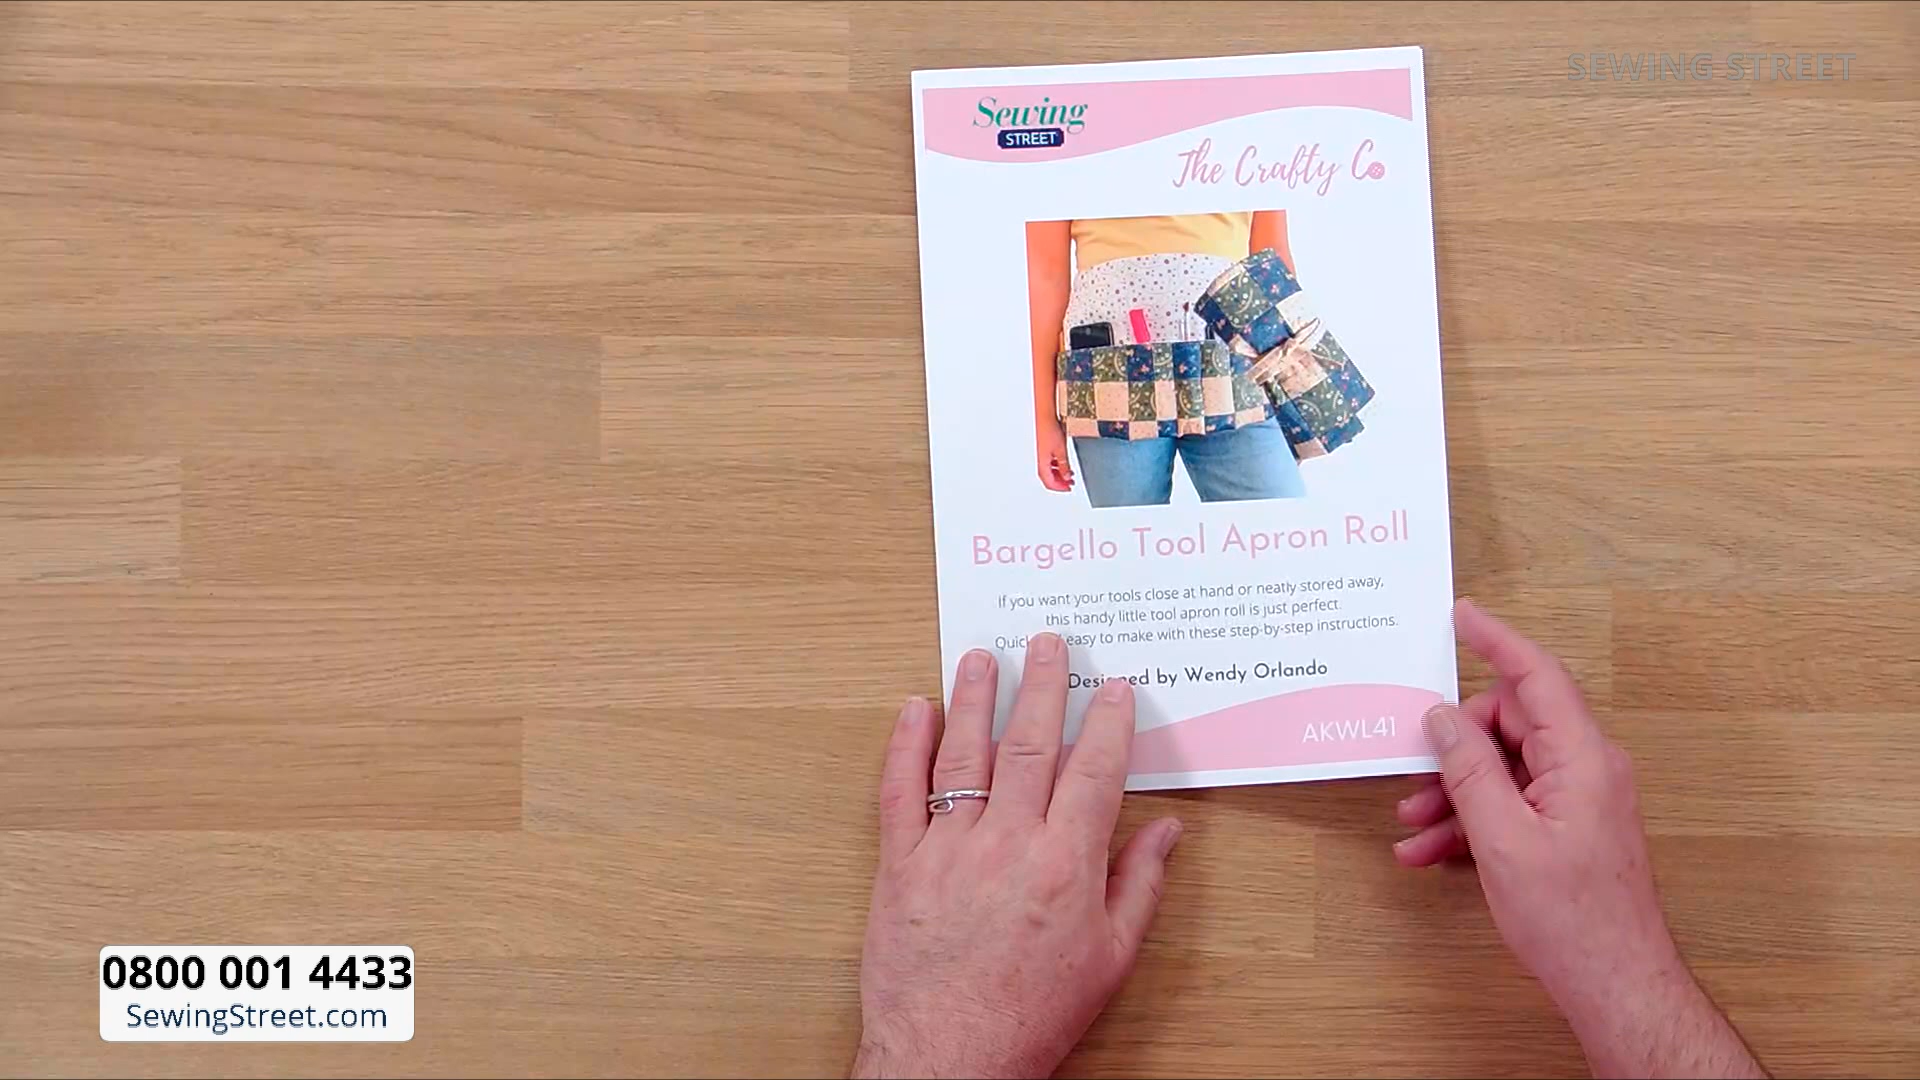 SEWING STREET
Sewing
STREET
The Crafty Co
Bargello Tool Apron Roll
If you want your tools close at hand or neatly stored away,
this handy little tool apron roll is just perfect.
easy to make with these step-by-step instructions.
by Wendy Orlando
AKWL41
0800 001 4433
SewingStreet.com